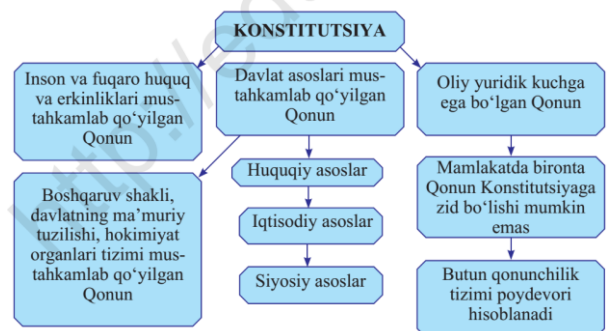 KONSTITUTSIYA
Inson va fuqaro huquq
va erkinliklari mus-
tahkamlab qo‘yilgan
Qonun
Davlat asoslari mus-
tahkamlab qo‘yilgan
Qonun
Oliy yuridik kuchga
ega bo‘lgan Qonun
Boshqaruv shakli,
davlatning ma’muriy
tuzilishi, hokimiyat
organlari tizimi mus-
tahkamlab qo‘yilgan
Qonun
Huquqiy asoslar
Iqtisodiy asoslar
Siyosiy asoslar
Mamlakatda bironta
Qonun Konstitutsiyaga
zid bo‘lishi mumkin
emas
Butun qonunchilik
tizimi poydevori
hisoblanadi
http://ed